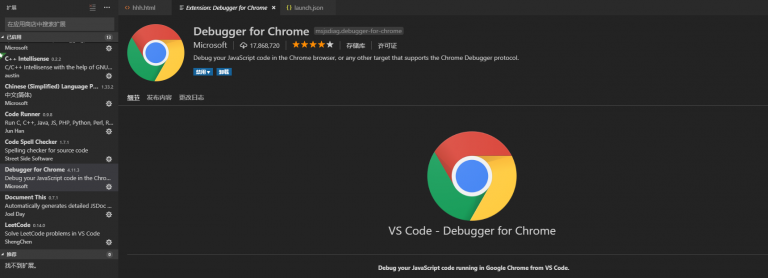 扩展
在应用商店中搜索扩展
已启用 12
Microsoft
C++ Intellisense 0.2.2
C/C++ Intellisense with the help of GNU...
austin
Chinese (Simplified) Language P...
中文(简体)
Microsoft
Code Runner 0.9.8
Run C, C++, Java, JS, PHP, Python, Perl, R...
Jun Han
Code Spell Checker 1.7.1
Spelling checker for source code
Street Side Software
Debugger for Chrome 4.11.3
Debug your JavaScript code in the Chro...
Microsoft
Document This 0.7.1
Automatically generates detailed JSDoc ...
Joel Day
LeetCode 0.14.0
Solve LeetCode problems in VS Code
ShengChen
推荐 0
找不到扩展。
hhh.html
Extension: Debugger for Chrome
launch.json
Debugger for Chrome msjsdiag.debugger-for-chrome
Microsoft 17,868,720 存储库 许可证
Debug your JavaScript code in the Chrome browser, or any other target that supports the Chrome Debugger protocol.
禁用 卸载
细节 发布内容 更改日志
VS Code - Debugger for Chrome
Debug your JavaScript code running in Google Chrome from VS Code.